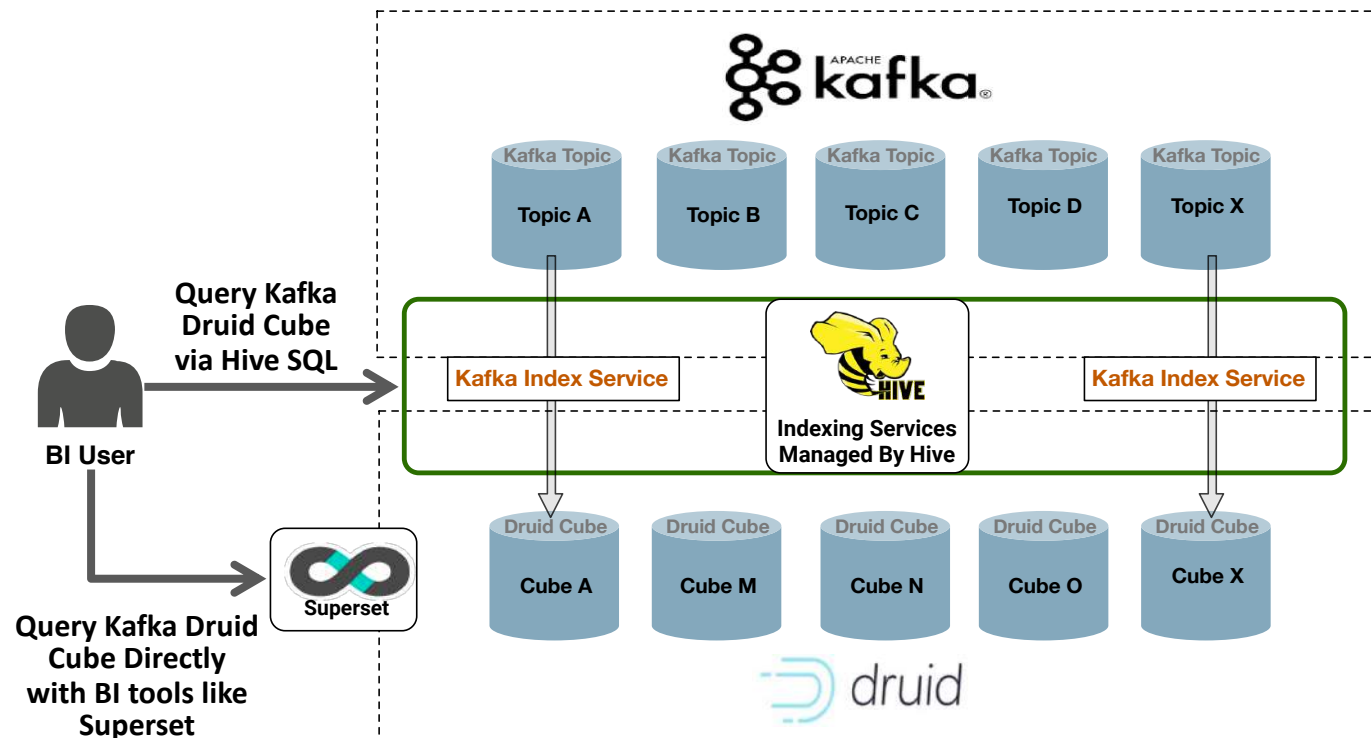 APACHE
kafka®
Kafka Topic
Topic A
Kafka Topic
Topic B
Kafka Topic
Topic C
Kafka Topic
Topic D
Kafka Topic
Topic X
Query Kafka
Druid Cube
via Hive SQL
BI User
Kafka Index Service
HIVE
Indexing Services
Managed By Hive
Kafka Index Service
Druid Cube
Cube A
Druid Cube
Cube M
Druid Cube
Cube N
Druid Cube
Cube O
Druid Cube
Cube X
Superset
Query Kafka Druid
Cube Directly
with BI tools like
Superset
druid